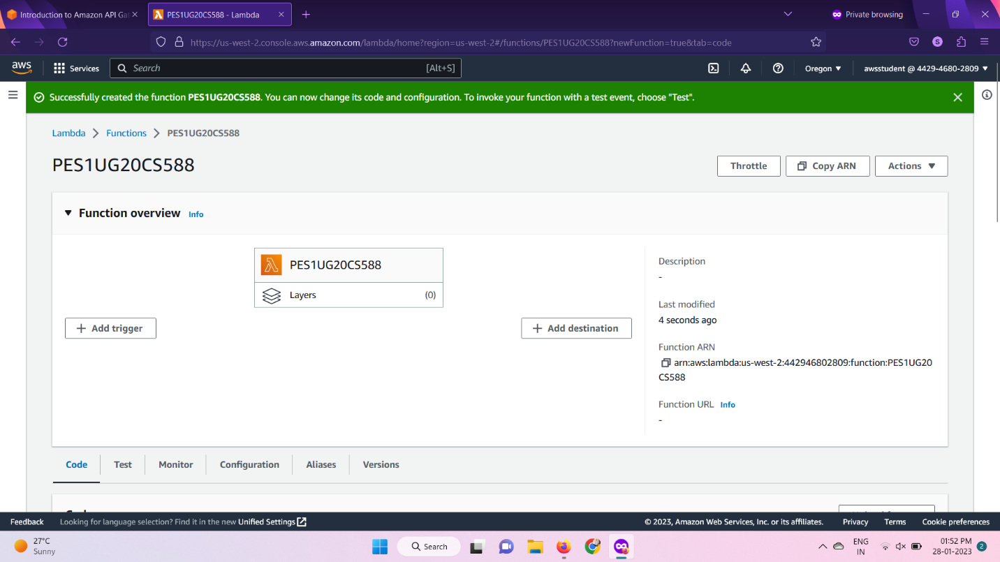 Introduction to Amazon API Gat
PES1UG20CS588 - Lambda
Private browsing
https://us-west-2.console.aws.amazon.com/lambda/home?region=us-west-2#/functions/PES1UG20CS588?newFunction=true&tab=code
S
aws
Services
Search
[Alt+S]
Oregon
awsstudent @ 4429-4680-2809
Successfully created the function PES1UG20CS588. You can now change its code and configuration. To invoke your function with a test event, choose "Test".
Lambda
Functions
PES1UG20CS588
PES1UG20CS588
Throttle
Copy ARN
Actions
Function overview Info
PES1UG20CS588
Layers
(0)
Add trigger
Add destination
Description
-
Last modified
4 seconds ago
Function ARN
arn:aws:lambda:us-west-2:442946802809:function:PES1UG20
CS588
Function URL Info
-
Code
Test
Monitor
Configuration
Aliases
Versions
Feedback
Looking for language selection? Find it in the new Unified Settings
© 2023, Amazon Web Services, Inc. or its affiliates.
Privacy
Terms
Cookie preferences
27°C
Sunny
Search
ENG
IN
01:52 PM
28-01-2023
2